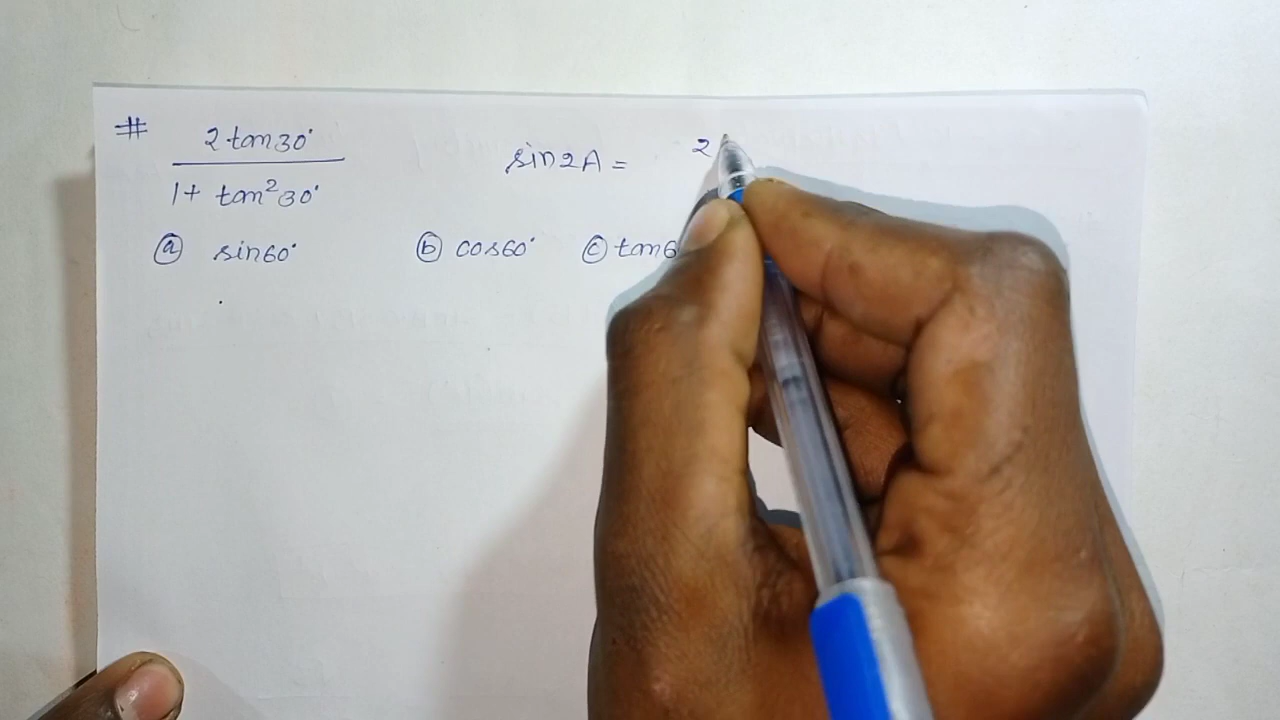 # 2 tan30°
sin2A = 2
1 + tan²30°
ⓐ sin60° ⓑ cos60° ⓒ